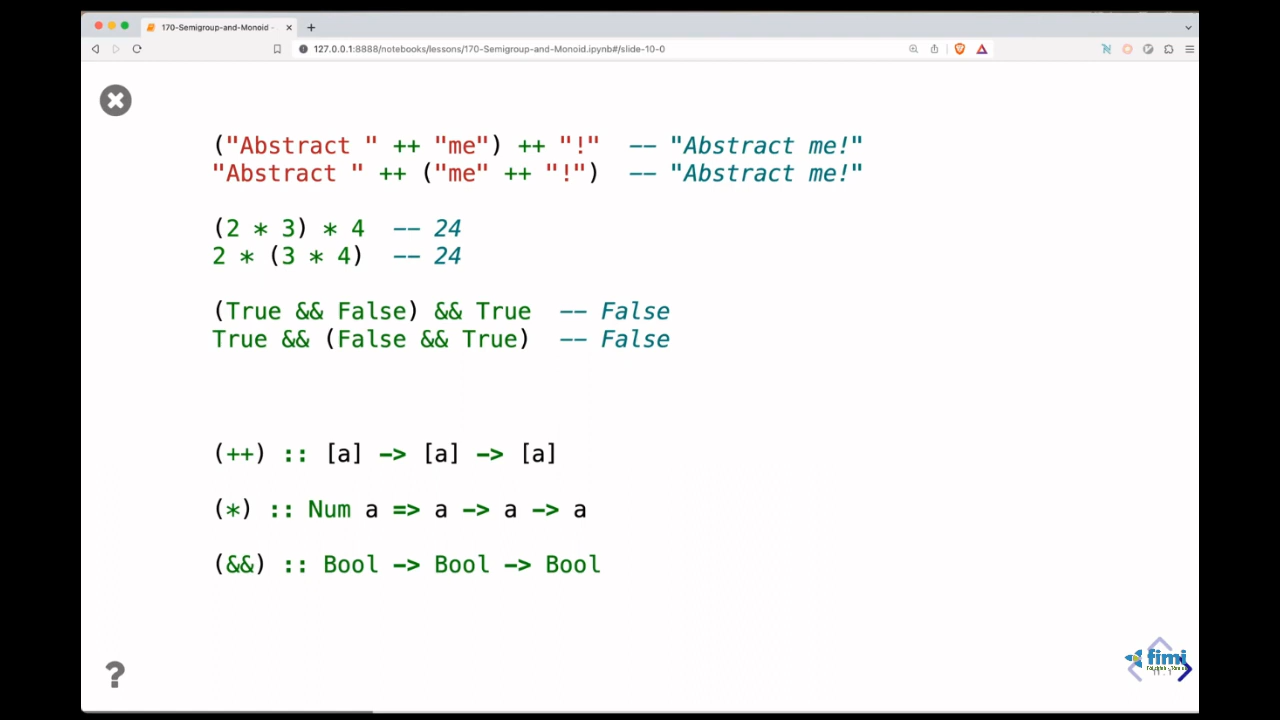 170-Semigroup-and-Monoid -
127.0.0.1:8888/notebooks/lessons/170-Semigroup-and-Monoid.ipynb#/slide-10-0
("Abstract " ++ "me") ++ "!"  -- "Abstract me!"
"Abstract " ++ ("me" ++ "!")  -- "Abstract me!"
(2 * 3) * 4  -- 24
2 * (3 * 4)  -- 24
(True && False) && True  -- False
True && (False && True)  -- False
(++) :: [a] -> [a] -> [a]
(*) :: Num a => a -> a -> a
(&&) :: Bool -> Bool -> Bool
?
fimi